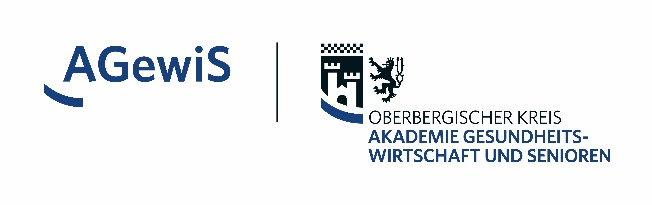 AGewiS
OBERBERGISCHER KREIS
AKADEMIE GESUNDHEITS-
WIRTSCHAFT UND SENIOREN